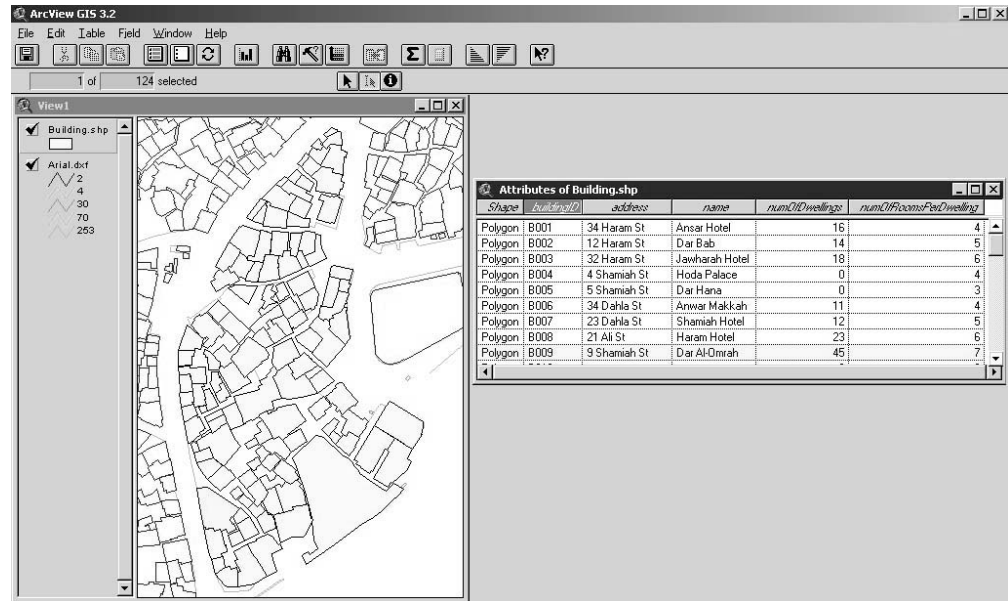 ArcView GIS 3.2
File Edit Table Field Window Help
1 of 124 selected
View1
Building.shp
Arial.dxf
2
4
30
70
253
Attributes of Building.shp
Shape buildingID address name numOfDwellings numOfRoomsPerDwelling
Polygon B001 34 Haram St Ansar Hotel 16 4
Polygon B002 12 Haram St Dar Bab 14 5
Polygon B003 32 Haram St Jawharah Hotel 18 6
Polygon B004 4 Shamiah St Hoda Palace 0 4
Polygon B005 5 Shamiah St Dar Hana 0 3
Polygon B006 34 Dahla St Anwar Makkah 11 4
Polygon B007 23 Dahla St Shamiah Hotel 12 5
Polygon B008 21 Ali St Haram Hotel 23 6
Polygon B009 9 Shamiah St Dar Al-Omrah 45 7